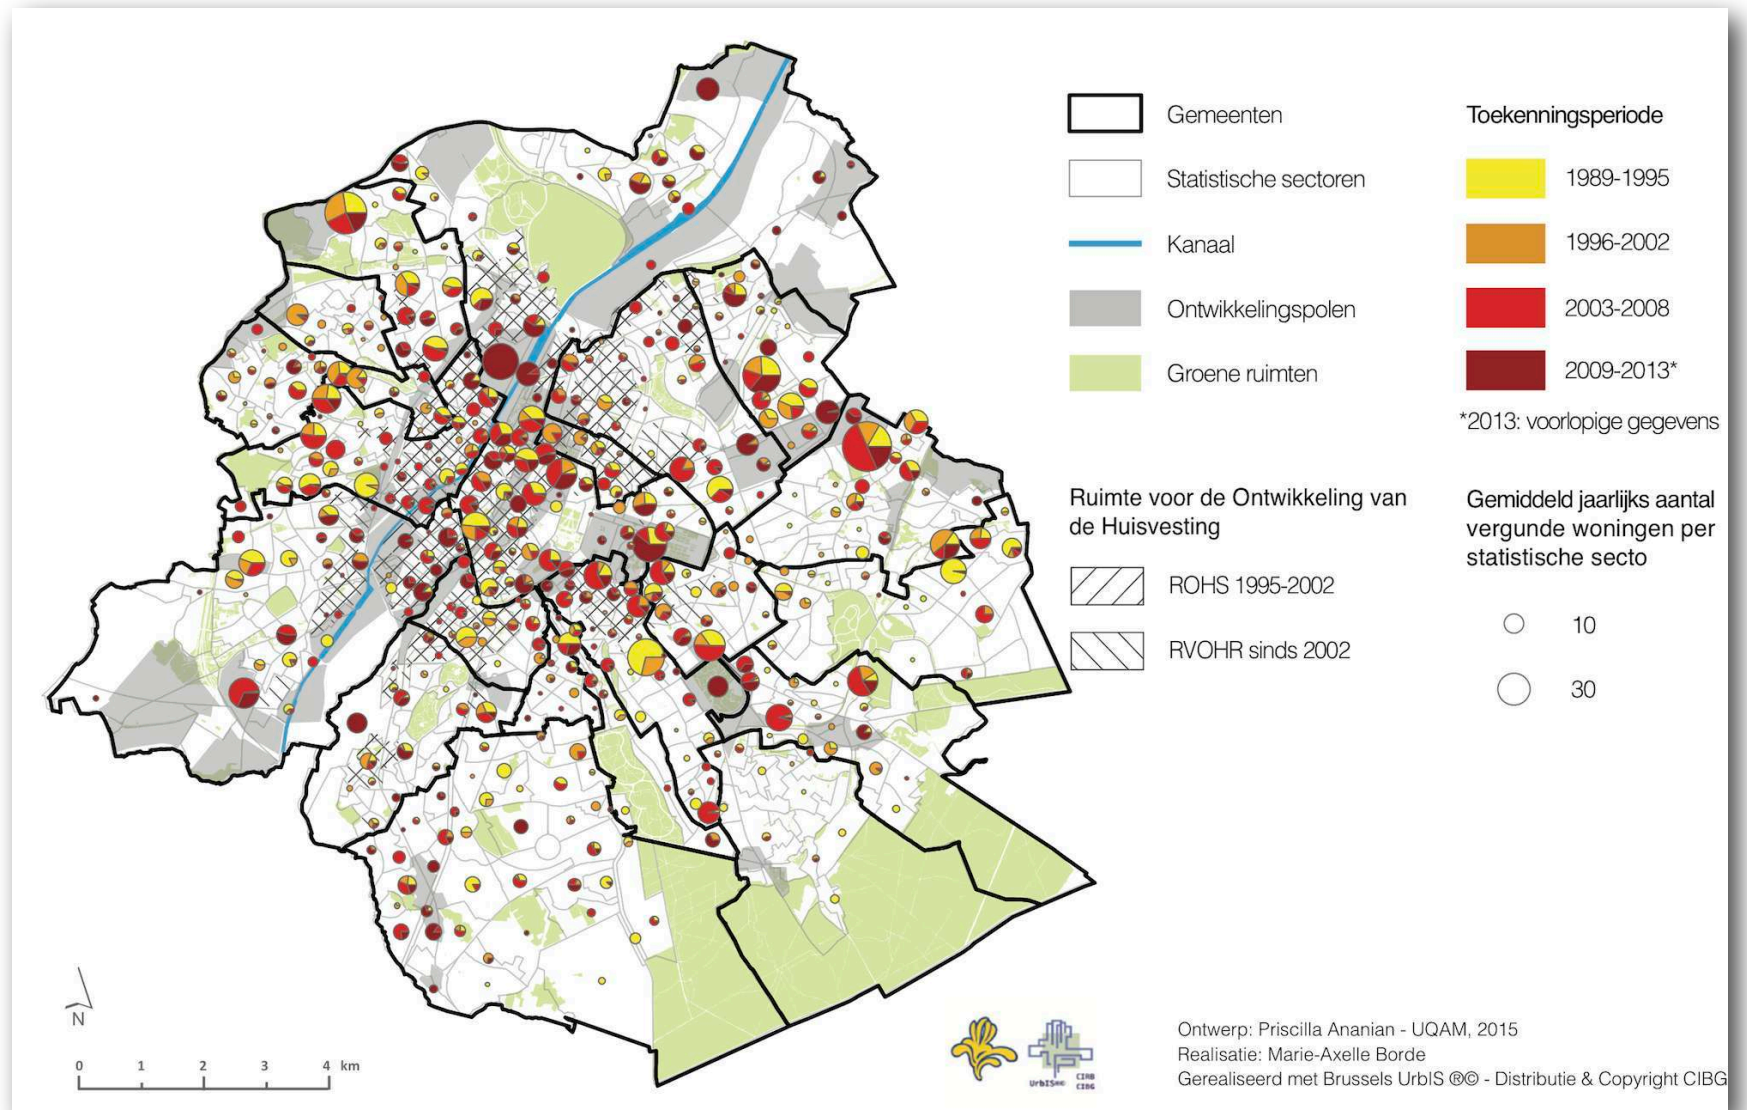 Gemeenten
Statistische sectoren
Kanaal
Ontwikkelingspolen
Groene ruimten
Toekenningsperiode
1989-1995
1996-2002
2003-2008
2009-2013*
*2013: voorlopige gegevens
Ruimte voor de Ontwikkeling van
de Huisvesting
ROHS 1995-2002
RVOHR sinds 2002
Gemiddeld jaarlijks aantal
vergunde woningen per
statistische secto
10
30
N
0 1 2 3 4 km
UrbIS
CIRB
CIBG
Ontwerp: Priscilla Ananian - UQAM, 2015
Realisatie: Marie-Axelle Borde
Gerealiseerd met Brussels UrbIS ®© - Distributie & Copyright CIBG